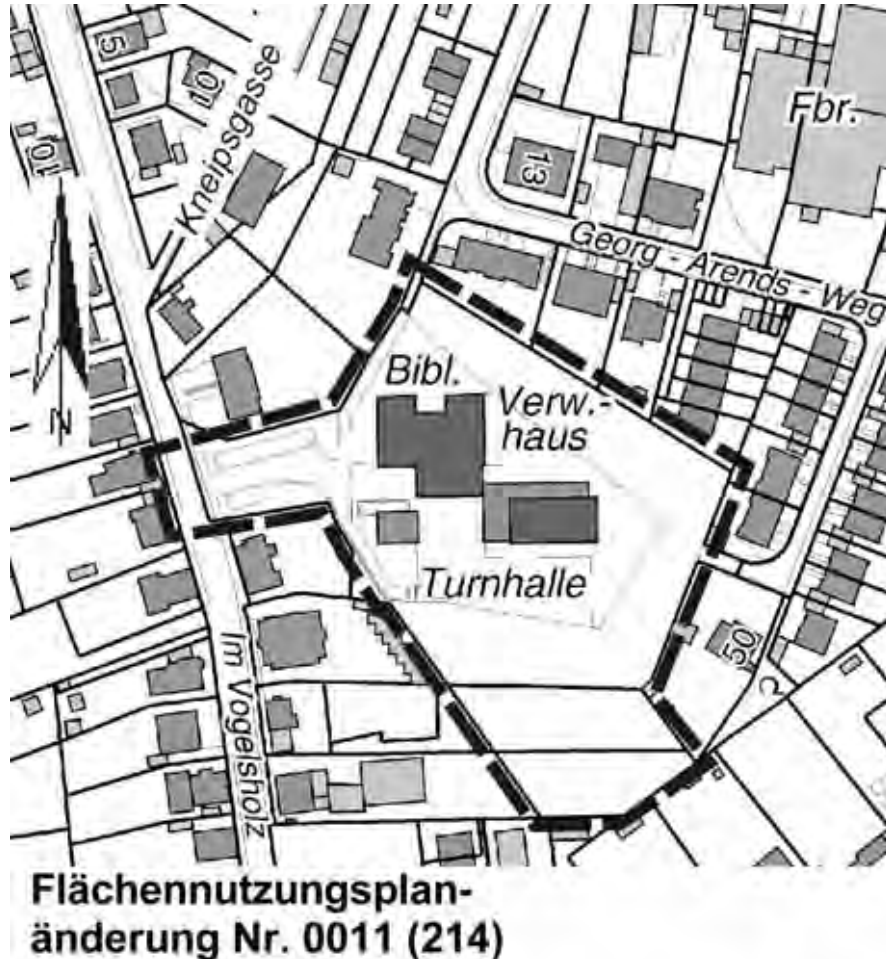 5
10
Kneipsgasse
10
13
Fbr.
Georg - Arends - Weg
N
Bibl.
Verw.-
haus
Turnhalle
50
Im Vogelsholz
Flächennutzungsplan-
änderung Nr. 0011 (214)